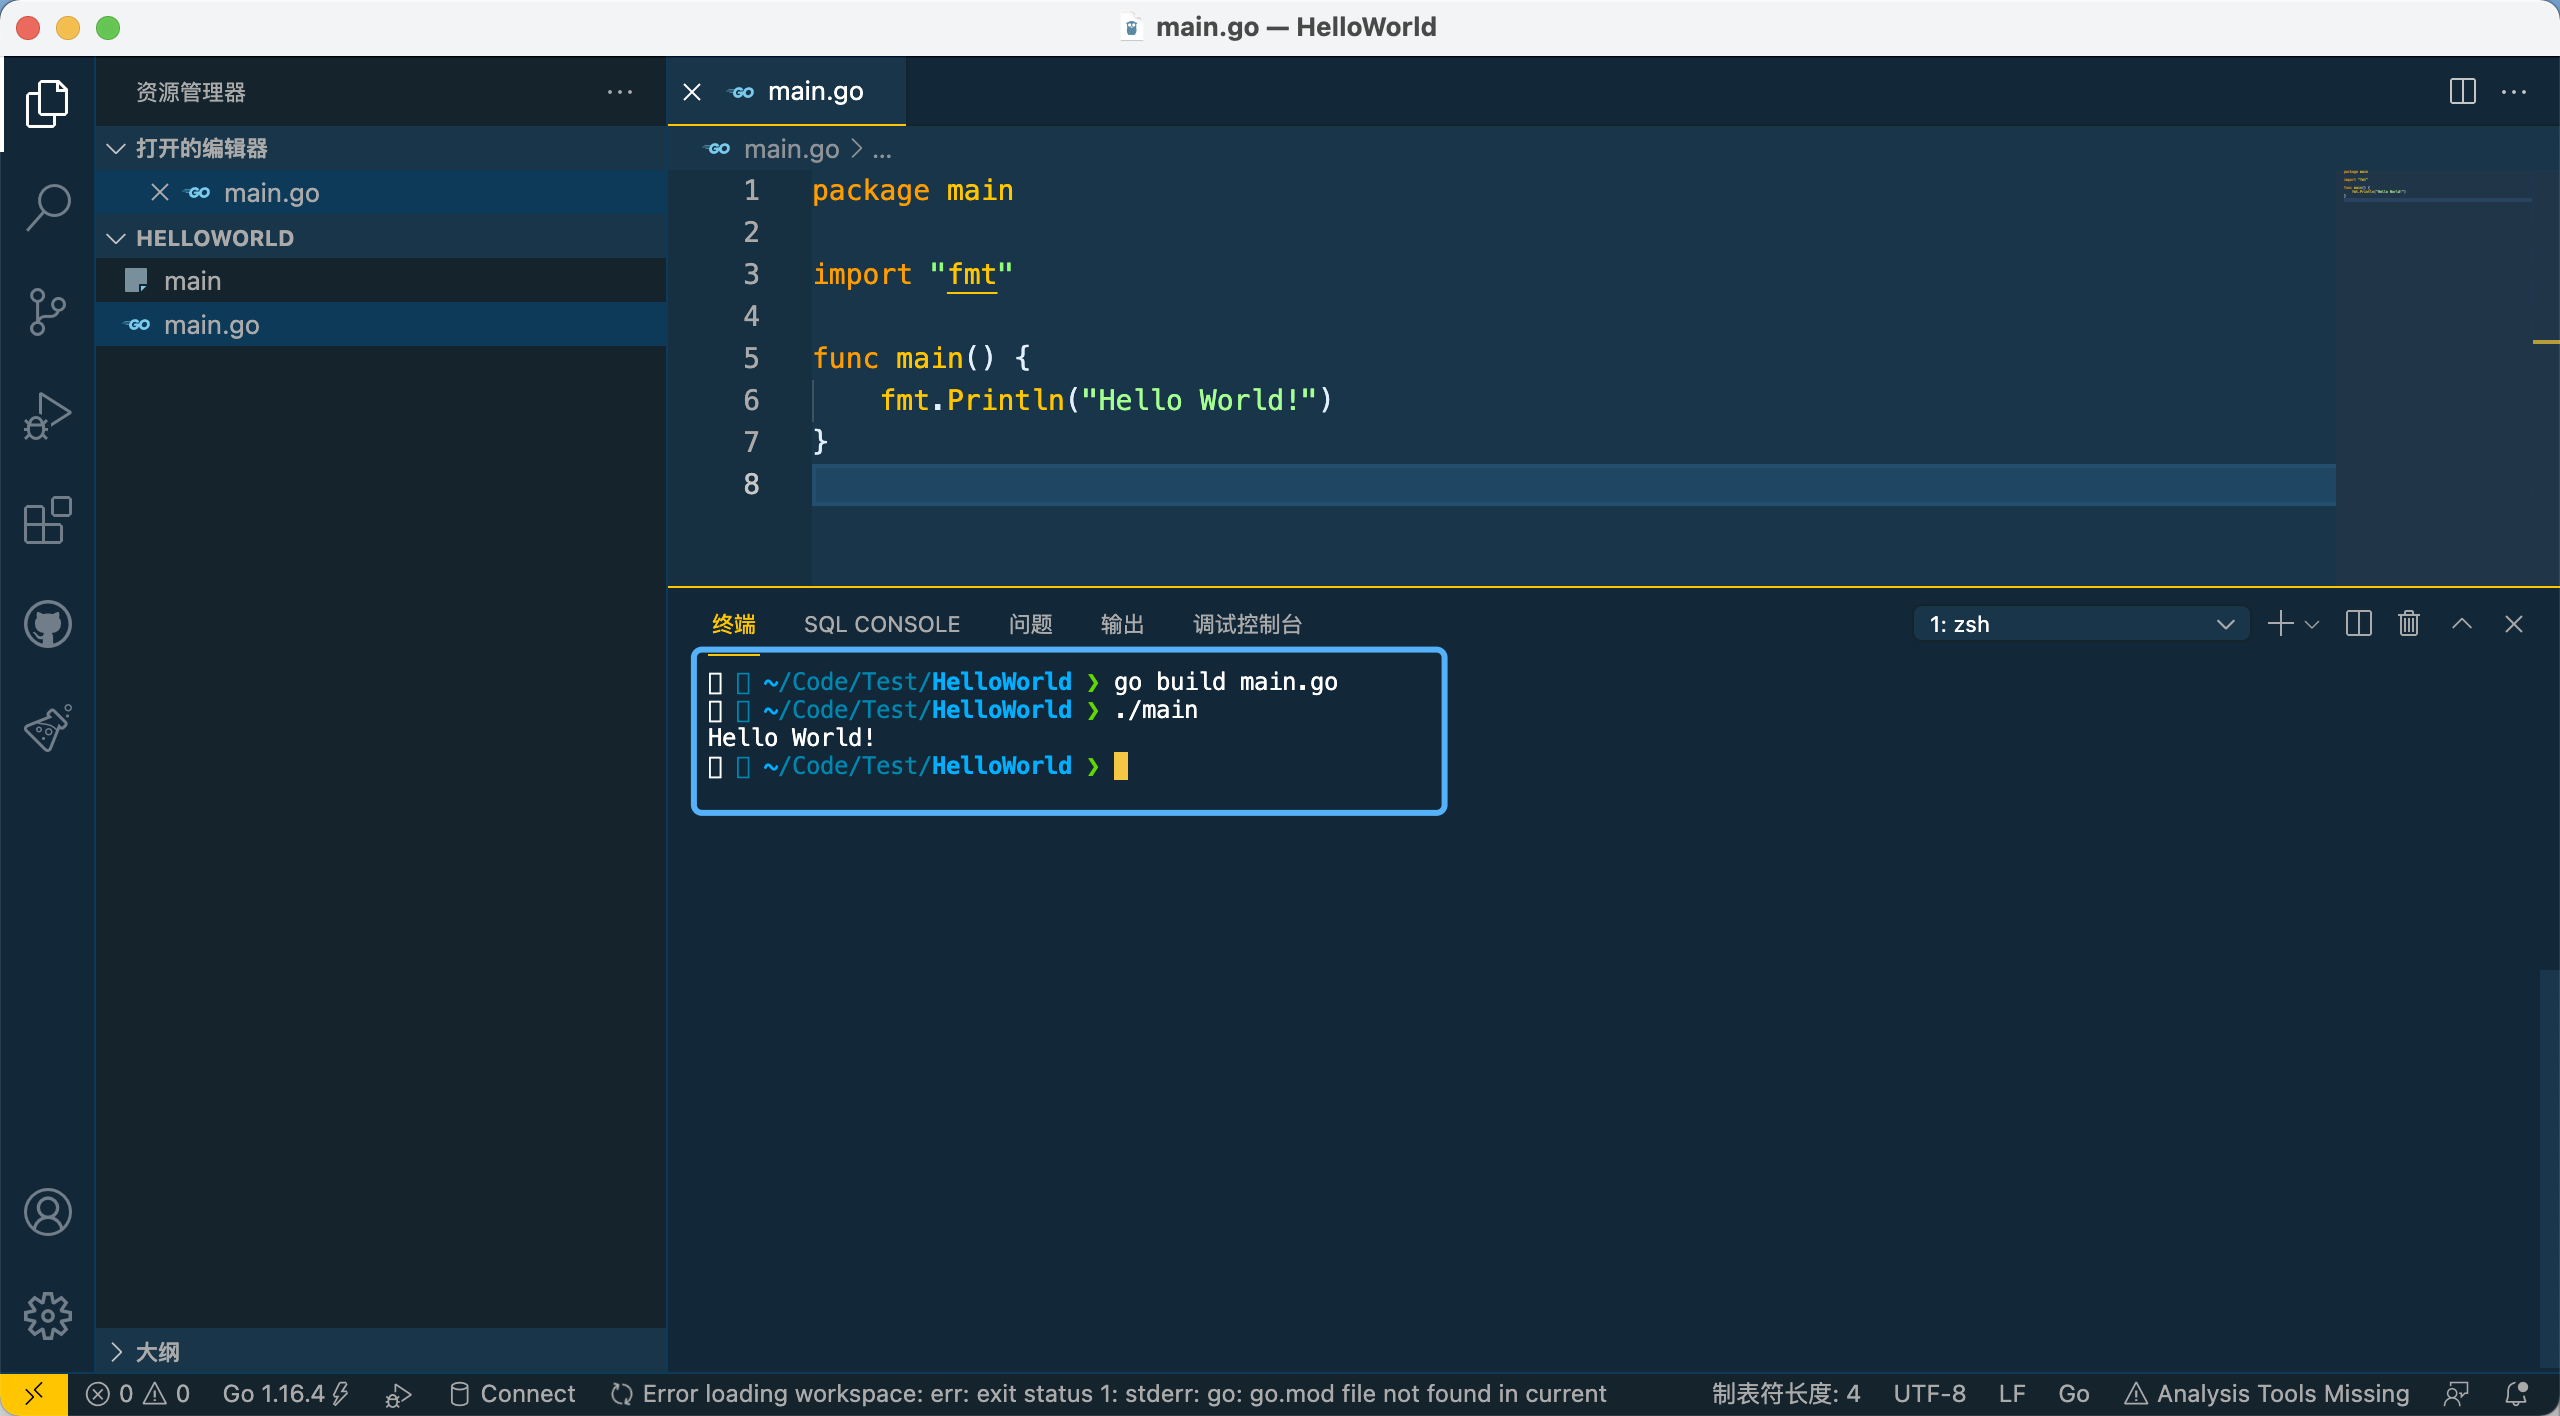 main.go — HelloWorld
资源管理器
打开的编辑器
main.go
HELLOWORLD
main
main.go
大纲
main.go
main.go > ...
1 package main
2
3 import "fmt"
4
5 func main() {
6 fmt.Println("Hello World!")
7 }
8
终端 SQL CONSOLE 问题 输出 调试控制台 1: zsh
~/Code/Test/HelloWorld ❯ go build main.go
~/Code/Test/HelloWorld ❯ ./main
Hello World!
~/Code/Test/HelloWorld ❯
0 0 Go 1.16.4 Connect Error loading workspace: err: exit status 1: stderr: go: go.mod file not found in current 制表符长度: 4 UTF-8 LF Go Analysis Tools Missing